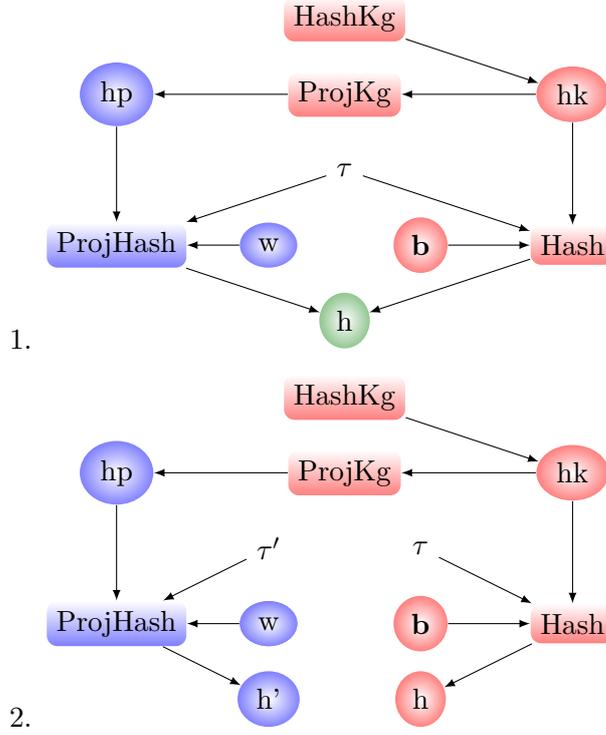 HashKg
hp ProjKg hk
τ
ProjHash w b Hash
h
1.
HashKg
hp ProjKg hk
τ′ τ
ProjHash w b Hash
h' h
2.